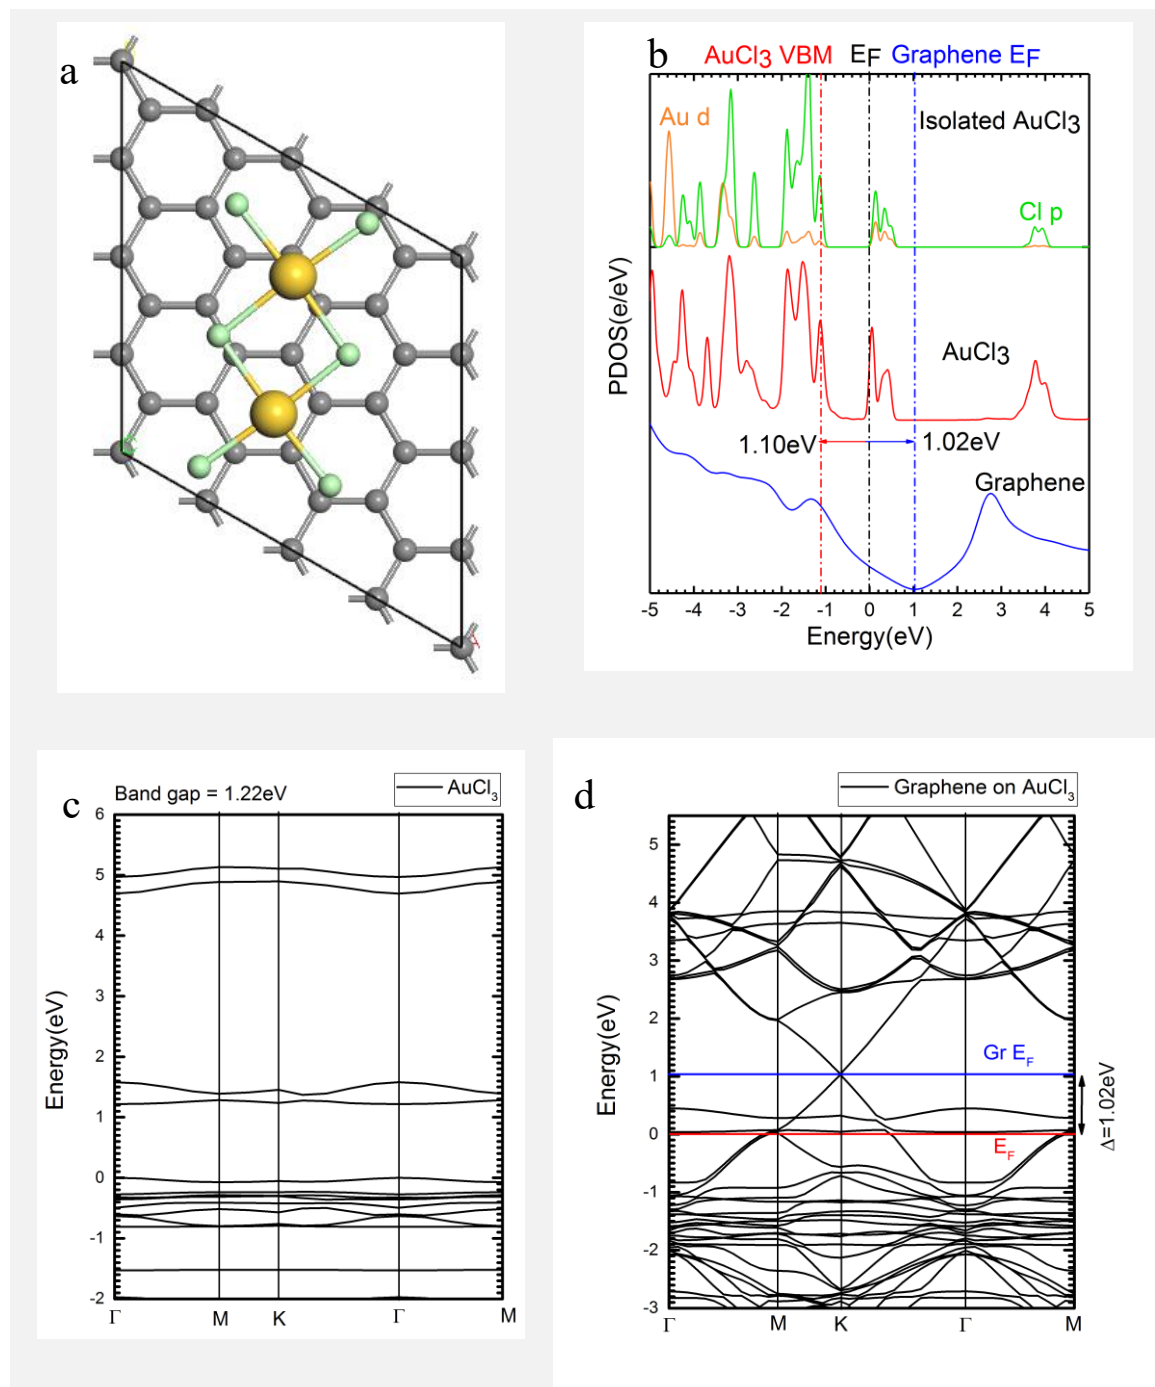 a
b
AuCl3 VBM EF Graphene EF
Au d
Isolated AuCl3
Cl p
AuCl3
1.10eV 1.02eV
Graphene
PDOS(e/eV)
-5 -4 -3 -2 -1 0 1 2 3 4 5
Energy(eV)
c
Band gap = 1.22eV
AuCl3
6
5
4
3
2
1
0
-1
-2
Energy(eV)
Γ M K Γ M
d
Graphene on AuCl3
5
4
3
2
1
0
-1
-2
-3
Energy(eV)
Gr EF
EF
Δ=1.02eV
Γ M K Γ M